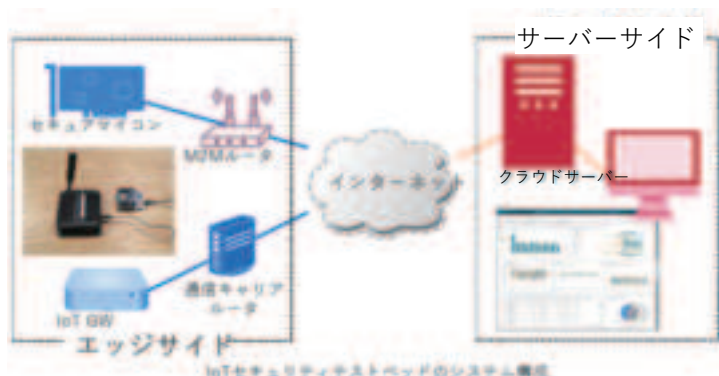 サーバーサイド
セキュアマイコン
M2Mルータ
インターネット
クラウドサーバー
通信キャリア
ルータ
IoT GW
エッジサイド
IoTセキュリティテストベッドのシステム構成